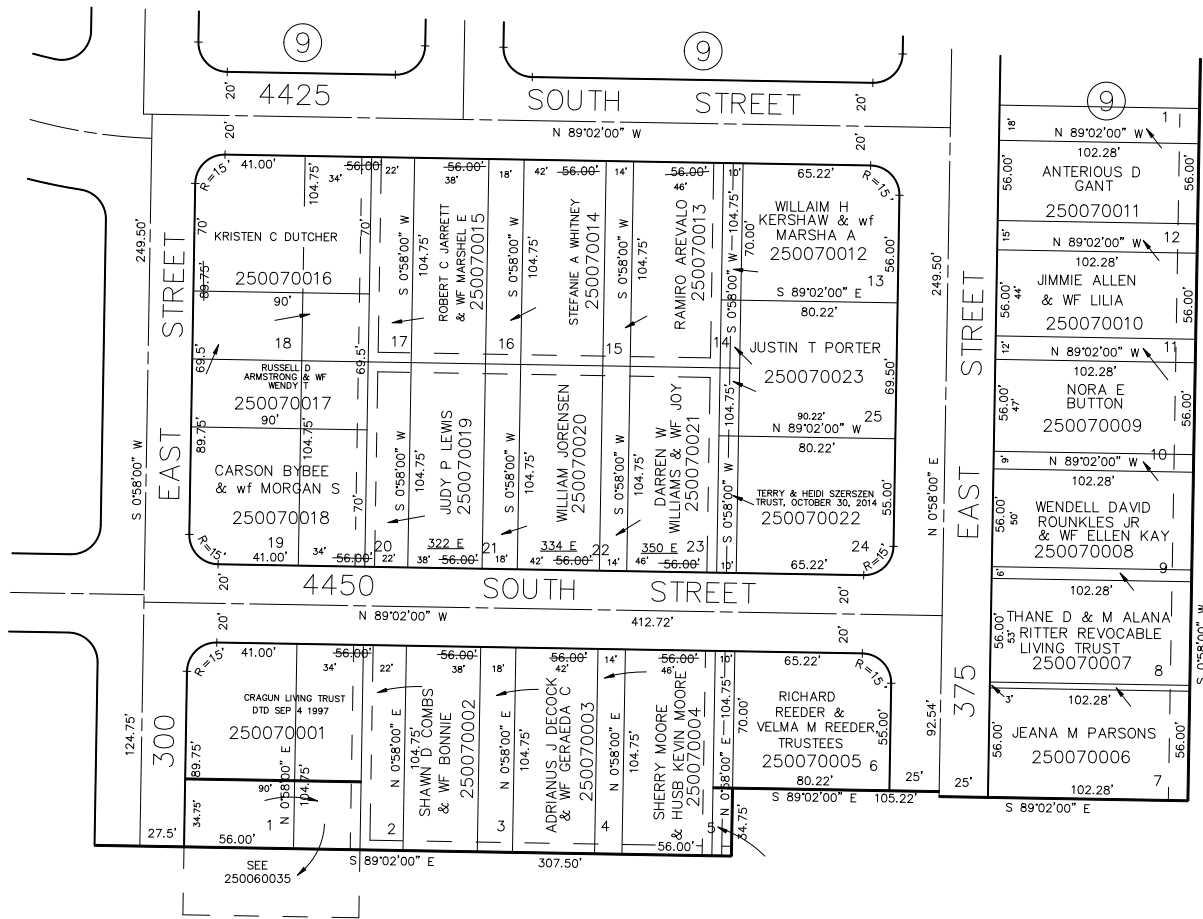 9
9
9
4425 SOUTH STREET
20'
20'
N 89°02'00" W
20'
20'
R=15'
41.00'
34'
56.00'
22'
38'
18'
42'
56.00'
14'
56.00'
46'
10'
65.22'
R=15'
104.75'
70'
70'
KRISTEN C DUTCHER
250070016
89.75'
90'
18
69.5'
69.5'
S 0°58'00" W
104.75'
ROBERT C JARRETT
& WF MARSHEL E
250070015
17
S 0°58'00" W
104.75'
STEFANIE A WHITNEY
250070014
16
S 0°58'00" W
104.75'
RAMIRO AREVALO
250070013
15
14
S 0°58'00" W
104.75'
70.00'
WILLAIM H
KERSHAW & wf
MARSHA A
250070012
56.00'
13
S 89°02'00" E
80.22'
JUSTIN T PORTER
250070023
69.50'
90.22'
25
N 89°02'00" W
80.22'
TERRY & HEIDI SZERSZEN
TRUST, OCTOBER 30, 2014
250070022
55.00'
24
R=15'
65.22'
10'
RUSSELL D
ARMSTRONG & WF
WENDY T
250070017
90'
89.75'
104.75'
CARSON BYBEE
& wf MORGAN S
250070018
70'
19
R=15'
41.00'
34'
56.00'
20
22'
S 0°58'00" W
104.75'
JUDY P LEWIS
250070019
322 E
38'
56.00'
21
18'
S 0°58'00" W
104.75'
WILLIAM JORENSEN
250070020
334 E
42'
56.00'
22
14'
S 0°58'00" W
104.75'
DARREN W
WILLIAMS & WF JOY
250070021
350 E
23
46'
56.00'
S 0°58'00" W
104.75'
249.50'
S 0°58'00" W
300 EAST STREET
124.75'
27.5'
249.50'
N 0°58'00" E
375 EAST STREET
92.54'
20'
20'
4450 SOUTH STREET
N 89°02'00" W
412.72'
20'
20'
R=15'
41.00'
34'
56.00'
22'
56.00'
38'
18'
56.00'
42'
14'
56.00'
46'
10'
65.22'
R=15'
CRAGUN LIVING TRUST
DTD SEP 4 1997
250070001
89.75'
34.75'
90'
N 0°58'00" E
104.75'
1
56.00'
SEE
250060035
N 0°58'00" E
104.75'
SHAWN D COMBS
& WF BONNIE
250070002
2
N 0°58'00" E
104.75'
ADRIANUS J DECOCK
& WF GERAEDA C
250070003
3
N 0°58'00" E
104.75'
SHERRY MOORE
& HUSB KEVIN MOORE
250070004
4
56.00'
5
N 0°58'00" E
104.75'
34.75'
S 89°02'00" E
307.50'
70.00'
RICHARD
REEDER &
VELMA M REEDER
TRUSTEES
250070005
55.00'
6
80.22'
25'
25'
S 89°02'00" E 105.22'
1
18'
N 89°02'00" W
102.28'
56.00'
56.00'
ANTERIOUS D
GANT
250070011
12
15'
N 89°02'00" W
102.28'
56.00'
44'
56.00'
JIMMIE ALLEN
& WF LILIA
250070010
11
12'
N 89°02'00" W
102.28'
56.00'
47'
56.00'
NORA E
BUTTON
250070009
10
9'
N 89°02'00" W
102.28'
56.00'
50'
56.00'
WENDELL DAVID
ROUNKLES JR
& WF ELLEN KAY
250070008
9
6'
102.28'
56.00'
53'
56.00'
THANE D & M ALANA
RITTER REVOCABLE
LIVING TRUST
250070007
8
3'
102.28'
56.00'
56.00'
JEANA M PARSONS
250070006
7
102.28'
S 89°02'00" E
S 0°58'00" W